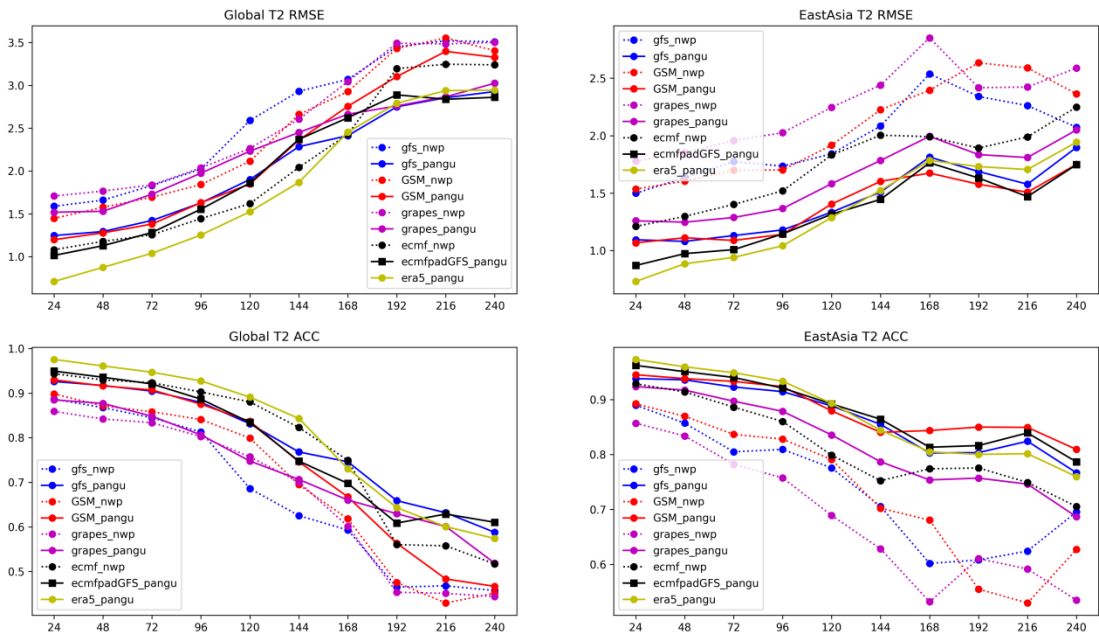 Global T2 RMSE
3.5
3.0
2.5
2.0
1.5
1.0
gfs_nwp
gfs_pangu
GSM_nwp
GSM_pangu
grapes_nwp
grapes_pangu
ecmf_nwp
ecmfpadGFS_pangu
era5_pangu
24 48 72 96 120 144 168 192 216 240
EastAsia T2 RMSE
2.5
2.0
1.5
1.0
gfs_nwp
gfs_pangu
GSM_nwp
GSM_pangu
grapes_nwp
grapes_pangu
ecmf_nwp
ecmfpadGFS_pangu
era5_pangu
24 48 72 96 120 144 168 192 216 240
Global T2 ACC
1.0
0.9
0.8
0.7
0.6
0.5
gfs_nwp
gfs_pangu
GSM_nwp
GSM_pangu
grapes_nwp
grapes_pangu
ecmf_nwp
ecmfpadGFS_pangu
era5_pangu
24 48 72 96 120 144 168 192 216 240
EastAsia T2 ACC
0.9
0.8
0.7
0.6
gfs_nwp
gfs_pangu
GSM_nwp
GSM_pangu
grapes_nwp
grapes_pangu
ecmf_nwp
ecmfpadGFS_pangu
era5_pangu
24 48 72 96 120 144 168 192 216 240